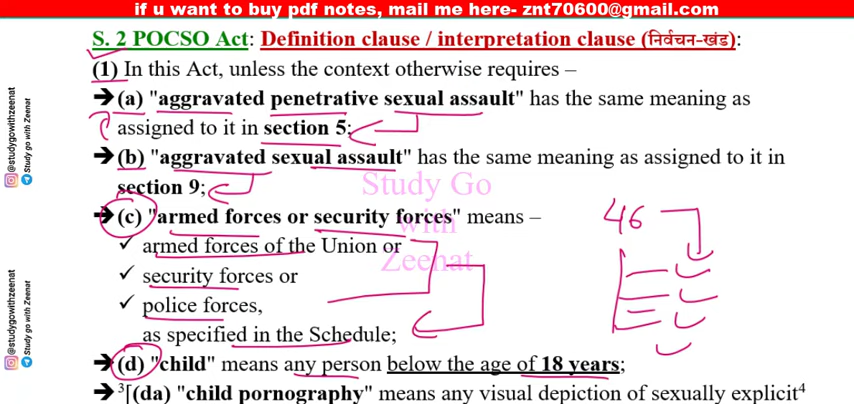 if u want to buy pdf notes, mail me here- znt70600@gmail.com
S. 2 POCSO Act: Definition clause / interpretation clause (निर्वचन-खंड):
(1) In this Act, unless the context otherwise requires –
➔ (a) "aggravated penetrative sexual assault" has the same meaning as
assigned to it in section 5;
➔ (b) "aggravated sexual assault" has the same meaning as assigned to it in
section 9;
➔ (c) "armed forces or security forces" means –
✓ armed forces of the Union or
✓ security forces or
✓ police forces,
as specified in the Schedule;
➔ (d) "child" means any person below the age of 18 years;
➔ ³[(da) "child pornography" means any visual depiction of sexually explicit⁴
46
Study Go
with
Zeenat
@studygowithzeenat
Study go with Zeenat
@studygowithzeenat
Study go with Zeenat